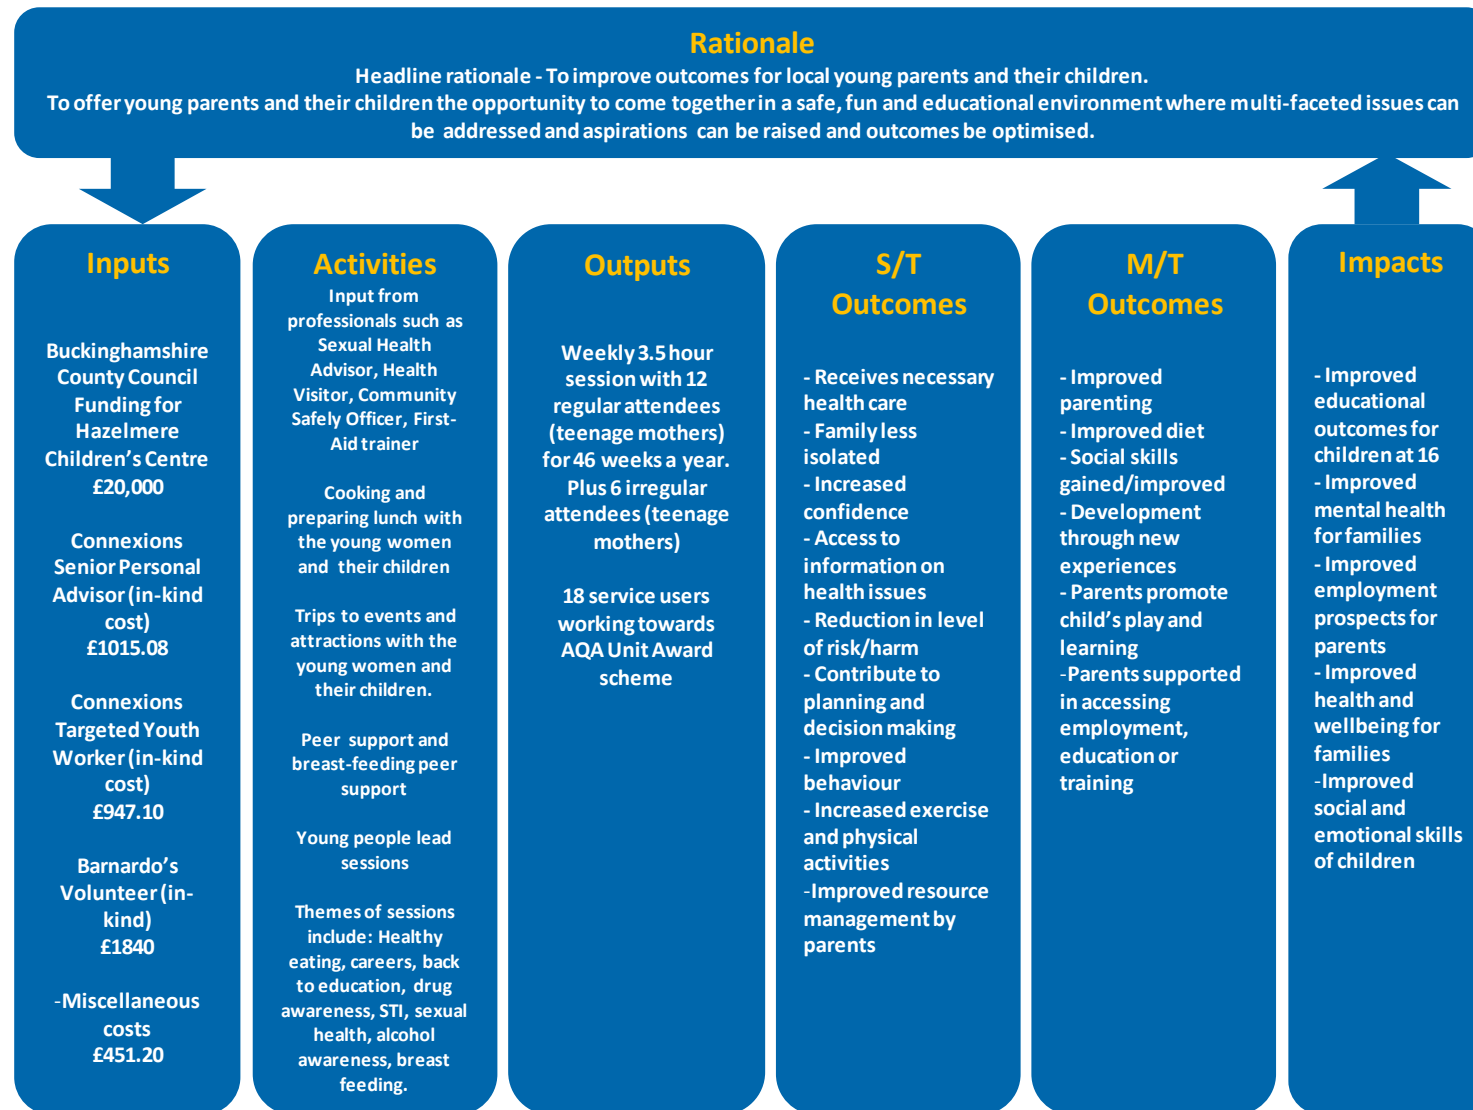 Rationale
Headline rationale - To improve outcomes for local young parents and their children.
To offer young parents and their children the opportunity to come together in a safe, fun and educational environment where multi-faceted issues can
be addressed and aspirations can be raised and outcomes be optimised.
Inputs
Buckinghamshire
County Council
Funding for
Hazelmere
Children's Centre
£20,000
Connexions
Senior Personal
Advisor (in-kind
cost)
£1015.08
Connexions
Targeted Youth
Worker (in-kind
cost)
£947.10
Barnardo's
Volunteer (in-
kind)
£1840
-Miscellaneous
costs
£451.20
Activities
Input from
professionals such as
Sexual Health
Advisor, Health
Visitor, Community
Safely Officer, First-
Aid trainer
Cooking and
preparing lunch with
the young women
and their children
Trips to events and
attractions with the
young women and
their children.
Peer support and
breast-feeding peer
support
Young people lead
sessions
Themes of sessions
include: Healthy
eating, careers, back
to education, drug
awareness, STI, sexual
health, alcohol
awareness, breast
feeding.
Outputs
Weekly 3.5 hour
session with 12
regular attendees
(teenage mothers)
for 46 weeks a year.
Plus 6 irregular
attendees (teenage
mothers)
18 service users
working towards
AQA Unit Award
scheme
S/T
Outcomes
- Receives necessary
health care
- Family less
isolated
- Increased
confidence
- Access to
information on
health issues
- Reduction in level
of risk/harm
- Contribute to
planning and
decision making
- Improved
behaviour
- Increased exercise
and physical
activities
-Improved resource
management by
parents
M/T
Outcomes
- Improved
parenting
- Improved diet
- Social skills
gained/improved
- Development
through new
experiences
- Parents promote
child's play and
learning
-Parents supported
in accessing
employment,
education or
training
Impacts
- Improved
educational
outcomes for
children at 16
- Improved
mental health
for families
- Improved
employment
prospects for
parents
- Improved
health and
wellbeing for
families
-Improved
social and
emotional skills
of children